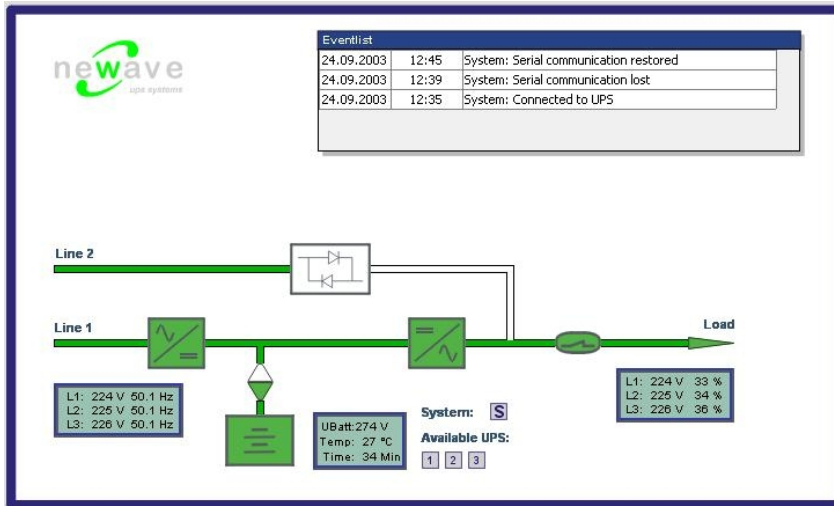 newave
ups systems
Eventlist
24.09.2003 12:45 System: Serial communication restored
24.09.2003 12:39 System: Serial communication lost
24.09.2003 12:35 System: Connected to UPS
Line 2
Line 1
Load
L1: 224 V 50.1 Hz
L2: 225 V 50.1 Hz
L3: 226 V 50.1 Hz
UBatt:274 V
Temp: 27 °C
Time: 34 Min
System: S
Available UPS:
1 2 3
L1: 224 V 33 %
L2: 225 V 34 %
L3: 226 V 36 %